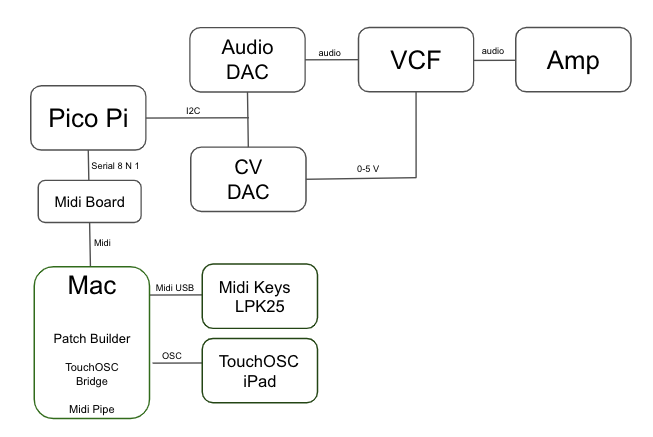 Audio
DAC
audio
VCF
audio
Amp
Pico Pi
I2C
CV
DAC
0-5 V
Serial 8 N 1
Midi Board
Midi
Mac
Patch Builder
TouchOSC
Bridge
Midi Pipe
Midi USB
Midi Keys
LPK25
OSC
TouchOSC
iPad